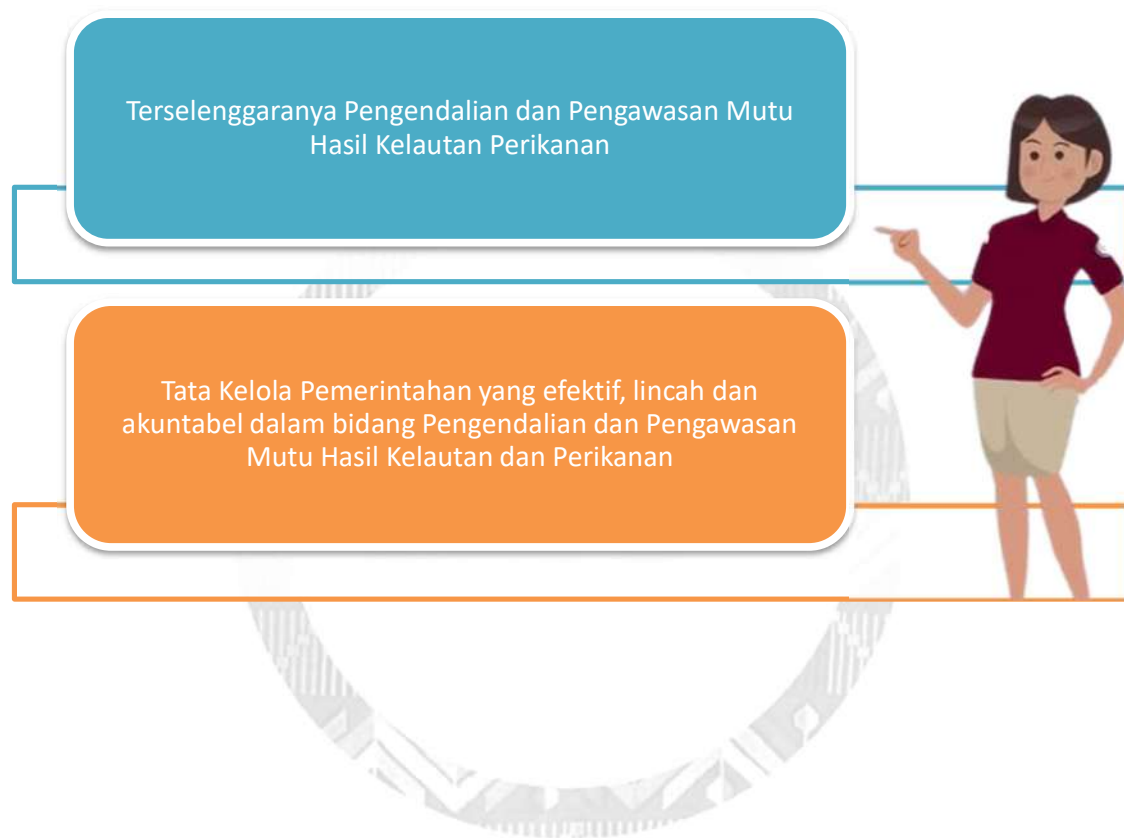 Terselenggaranya Pengendalian dan Pengawasan Mutu
Hasil Kelautan Perikanan
Tata Kelola Pemerintahan yang efektif, lincah dan
akuntabel dalam bidang Pengendalian dan Pengawasan
Mutu Hasil Kelautan dan Perikanan